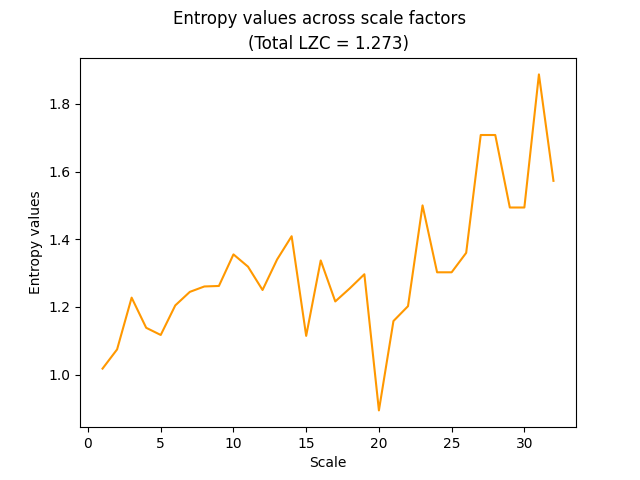 Entropy values across scale factors
(Total LZC = 1.273)
1.8
1.6
1.4
1.2
1.0
Entropy values
0 5 10 15 20 25 30
Scale